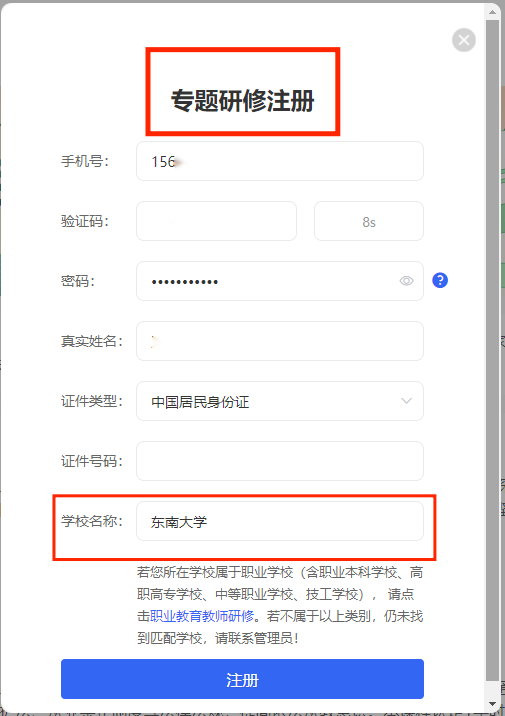 专题研修注册
手机号：
156
验证码：
8s
密码：
•••••••••••
?
真实姓名：
证件类型：
中国居民身份证
证件号码：
学校名称：
东南大学
若您所在学校属于职业学校（含职业本科学校、高
职高专学校、中等职业学校、技工学校），请点
击职业教育教师研修。若不属于以上类别，仍未找
到匹配学校，请联系管理员！
注册